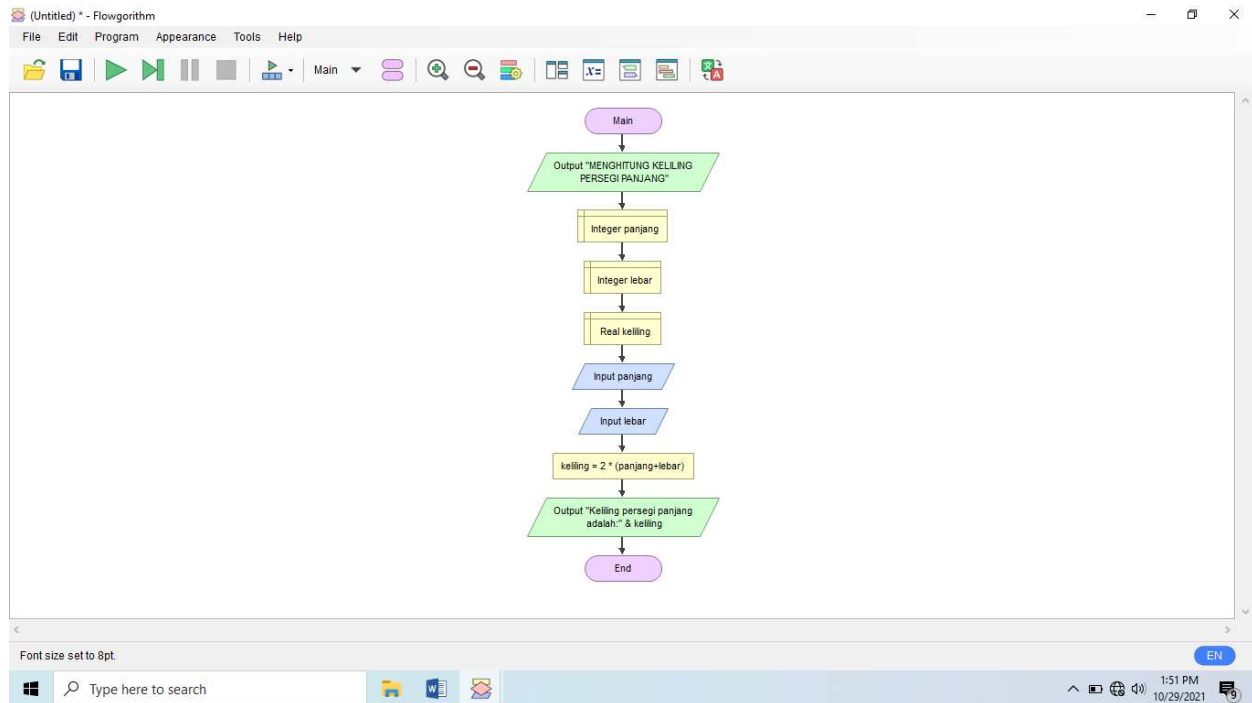 (Untitled) * - Flowgorithm
File Edit Program Appearance Tools Help
Main
x=
Main
Output "MENGHITUNG KELILING
PERSEGI PANJANG"
Integer panjang
Integer lebar
Real keliling
Input panjang
Input lebar
keliling = 2 * (panjang+lebar)
Output "Keliling persegi panjang
adalah:" & keliling
End
Font size set to 8pt.
EN
Type here to search
1:51 PM
10/29/2021
9